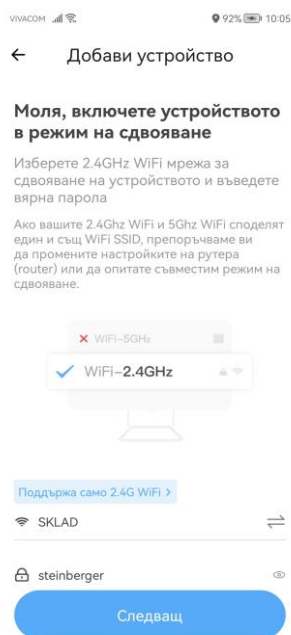 VIVACOM 92% 10:05
Добави устройство
Моля, включете устройството
в режим на сдвояване
Изберете 2.4GHz WiFi мрежа за
сдвояване на устройството и въведете
вярна парола
Ако вашите 2.4Ghz WiFi и 5Ghz WiFi споделят
един и същ WiFi SSID, препоръчваме ви
да промените настройките на рутера
(router) или да опитате съвместим режим на
сдвояване.
WiFi–5GHz
WiFi–2.4GHz
Поддържа само 2.4G WiFi >
SKLAD
steinberger
Следващ